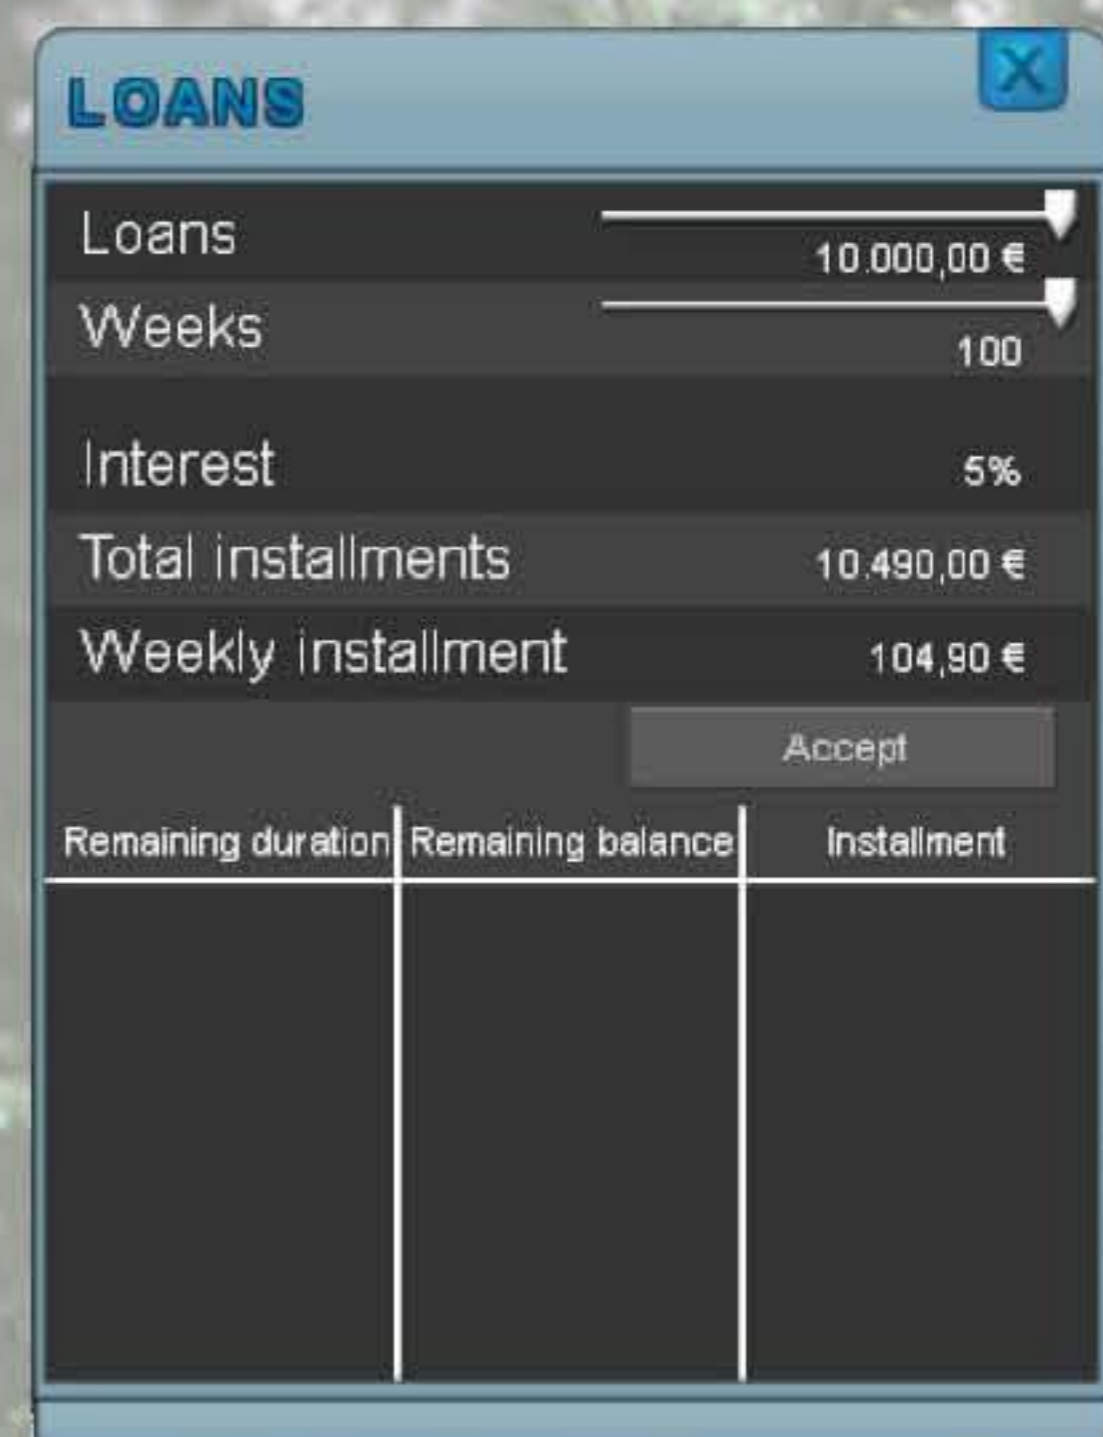 LOANS
X
Loans
10.000,00 €
Weeks
100
Interest 5%
Total installments 10.490,00 €
Weekly installment 104,90 €
Accept
Remaining duration Remaining balance Installment